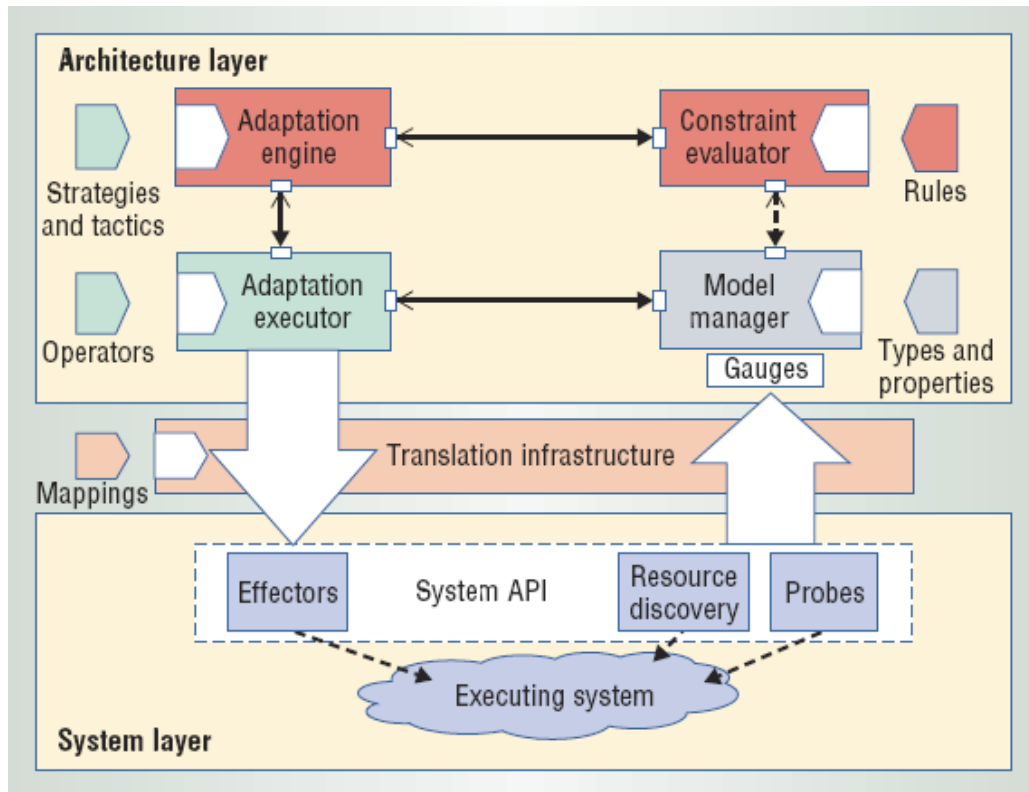 Architecture layer
Adaptation
engine
Constraint
evaluator
Strategies
and tactics
Rules
Adaptation
executor
Model
manager
Operators
Gauges
Types and
properties
Translation infrastructure
Mappings
Effectors
System API
Resource
discovery
Probes
Executing system
System layer